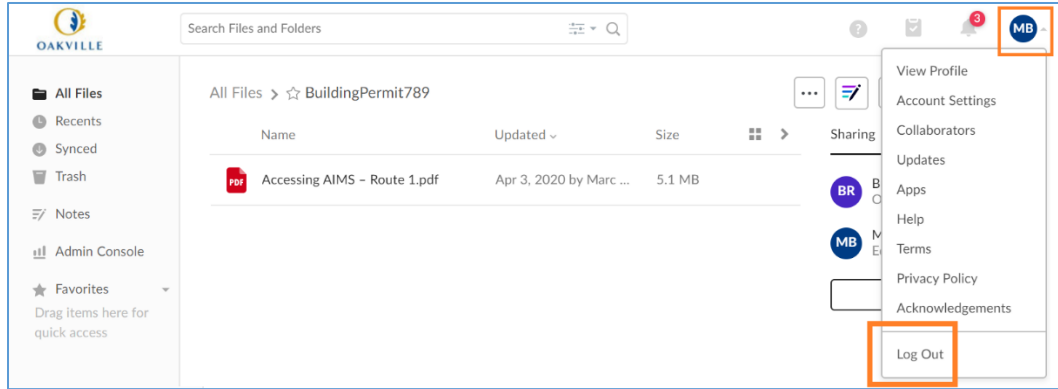 OAKVILLE
Search Files and Folders
3
MB
All Files
Recents
Synced
Trash
Notes
Admin Console
Favorites
Drag items here for
quick access
All Files > BuildingPermit789
Name Updated Size
PDF Accessing AIMS – Route 1.pdf Apr 3, 2020 by Marc ... 5.1 MB
Sharing
BR B
MB M
View Profile
Account Settings
Collaborators
Updates
Apps
Help
Terms
Privacy Policy
Acknowledgements
Log Out